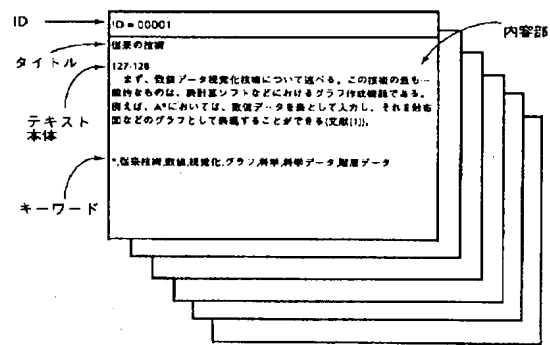 ID
ID = 00001
内容部
従来の技術
タイトル
127-128
まず、数値データ視覚化技術について述べる。この技術の最も一
般的なものは、表計算ソフトなどにおけるグラフ作成機能である。
例えば、においては、数値データを表として入力し、それを
図などのグラフとして表現することができる(文献[1])。
テキスト
本体
*,従来技術,数値,視覚化,グラフ,科学,科学データ,階層データ
キーワード